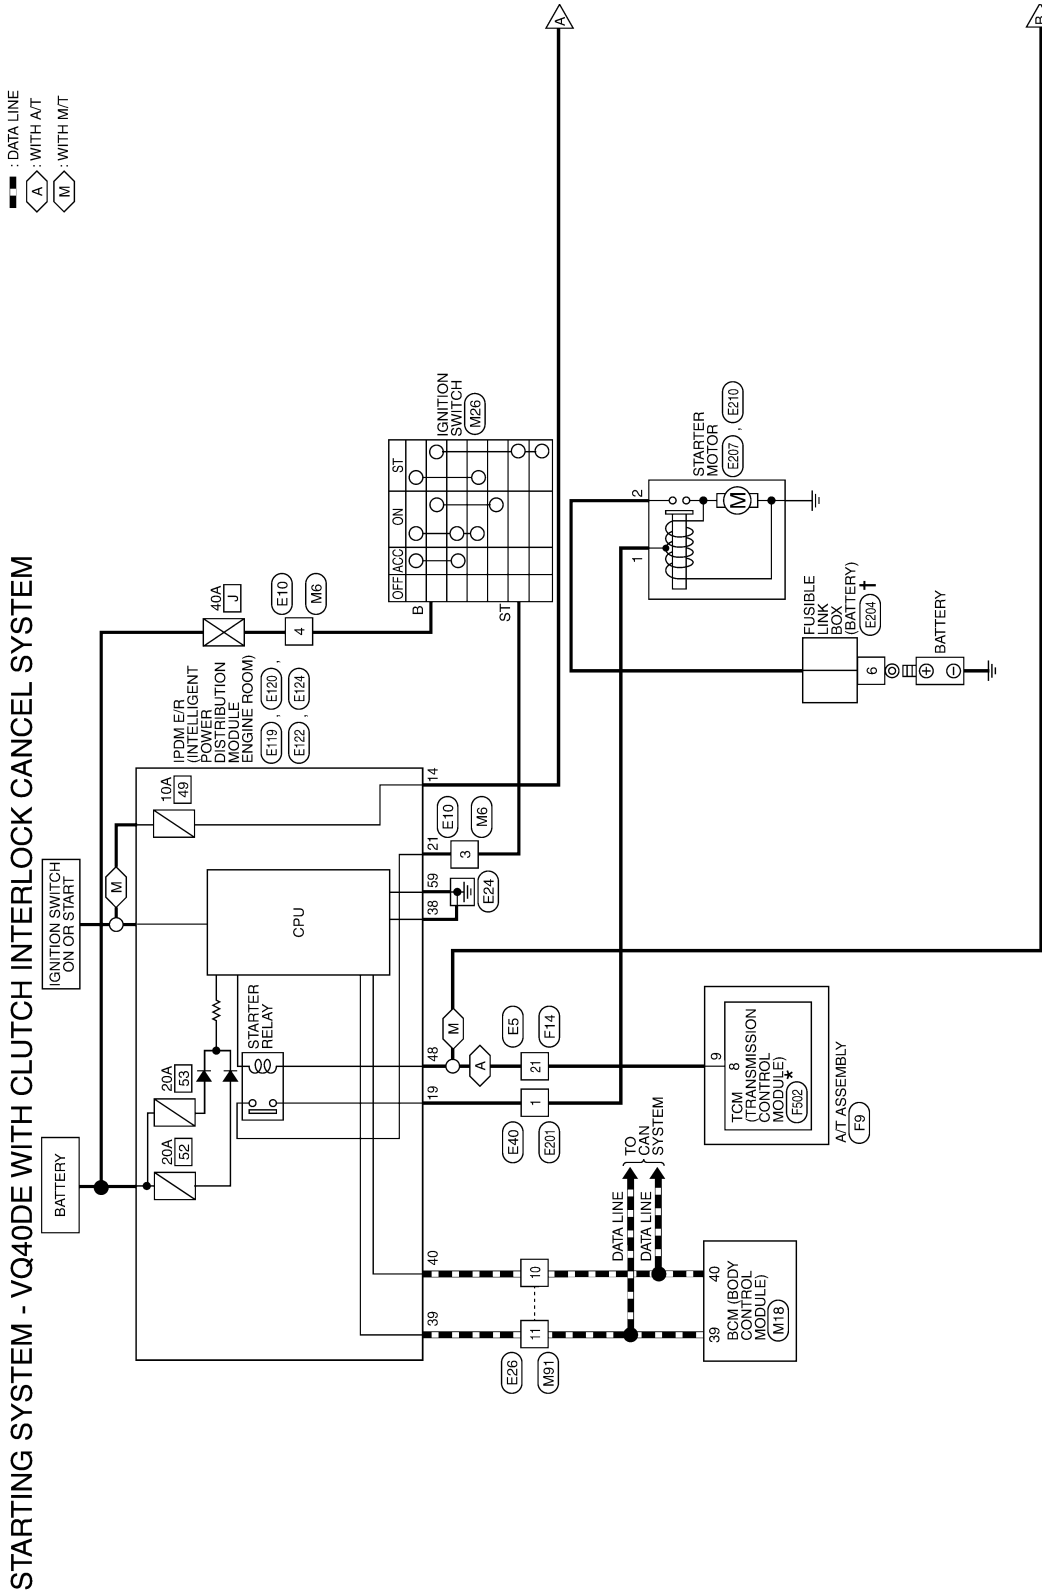 STARTING SYSTEM - VQ40DE WITH CLUTCH INTERLOCK CANCEL SYSTEM
: DATA LINE
A : WITH A/T
M : WITH M/T
BATTERY
IGNITION SWITCH
ON OR START
M
20A
52
20A
53
10A
49
40A
J
4
E10
M6
IPDM E/R
(INTELLIGENT
POWER
DISTRIBUTION
MODULE
ENGINE ROOM)
E119 , E120 ,
E122 , E124
STARTER
RELAY
CPU
OFF ACC ON ST
B
ST
IGNITION
SWITCH
M26
39
40
19
48
38
59
21
14
M
A
A
B
E24
3
E10
M6
E26
M91
11
10
E40
E201
1
21
E5
F14
DATA LINE
DATA LINE
TO
CAN
SYSTEM
39
40
BCM (BODY
CONTROL
MODULE)
M18
9
8
TCM
(TRANSMISSION
CONTROL
MODULE)*
F502
A/T ASSEMBLY
F9
1
2
M
STARTER
MOTOR
E207 , E210
FUSIBLE
LINK
BOX
(BATTERY)
E204 †
6
+
−
BATTERY